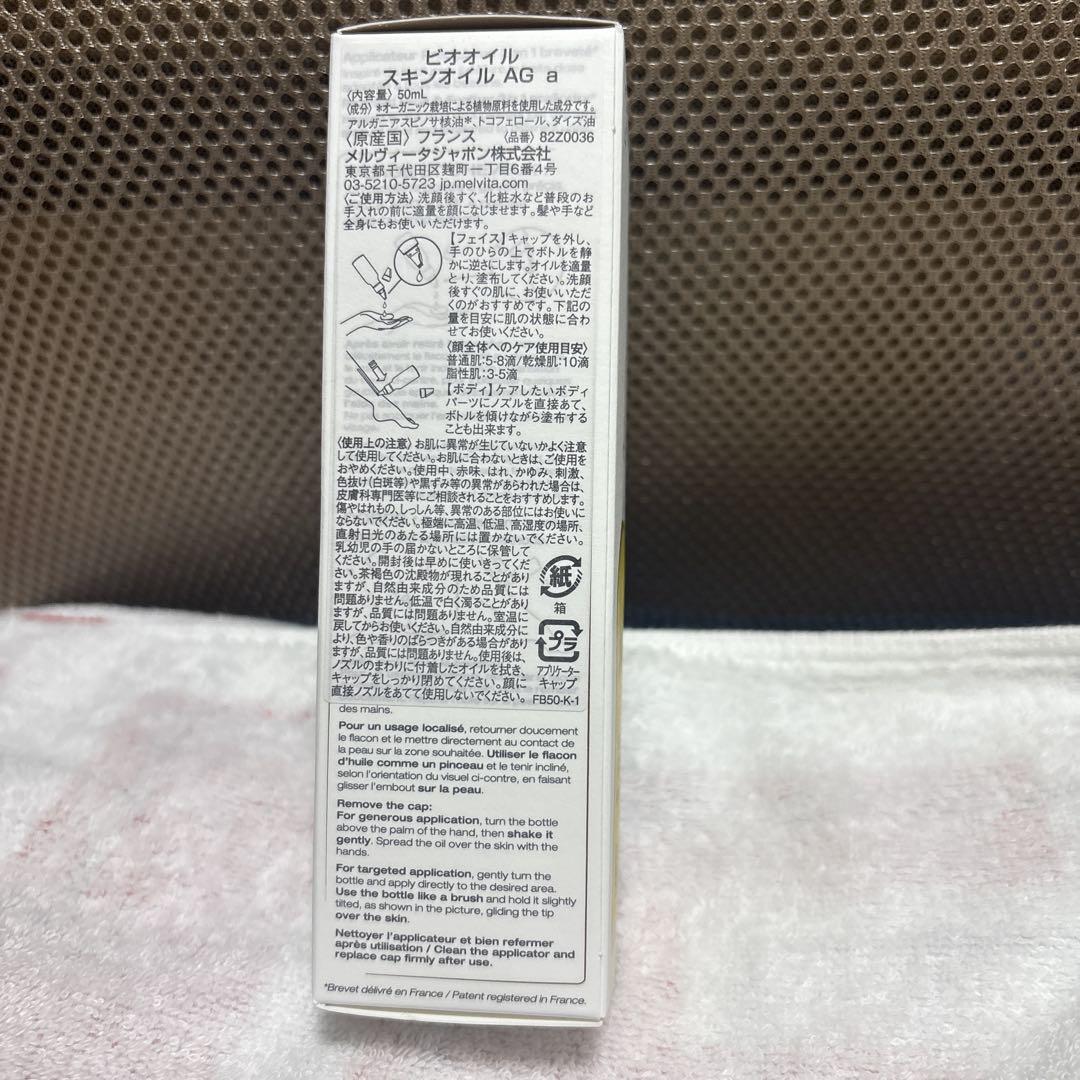 ビオオイル
スキンオイル AG a
〈内容量〉 50mL
〈成分〉 *オーガニック栽培による植物原料を使用した成分です。
アルガニアスピノサ核油*、トコフェロール、ダイズ油
〈原産国〉 フランス 〈品番〉 82Z0036
メルヴィータジャポン株式会社
東京都千代田区麹町一丁目6番4号
03-5210-5723 jp.melvita.com
〈ご使用方法〉 洗顔後すぐ、化粧水など普段のお
手入れの前に適量を顔になじませます。髪や手など
全身にもお使いいただけます。
【フェイス】キャップを外し、
手のひらの上でボトルを静
かに逆さにします。オイルを適量
とり、塗布してください。洗顔
後すぐの肌に、お使いいただ
くのがおすすめです。下記の
量を目安に肌の状態に合わ
せてお使いください。
〈顔全体へのケア使用目安〉
普通肌:5-8滴/乾燥肌:10滴
脂性肌:3-5滴
【ボディ】ケアしたいボディ
パーツにノズルを直接あて、
ボトルを傾けながら塗布する
ことも出来ます。
〈使用上の注意〉 お肌に異常が生じていないかよく注意
して使用してください。お肌に合わないときは、ご使用を
おやめください。使用中、赤味、はれ、かゆみ、刺激、
色抜け(白斑等)や黒ずみ等の異常があらわれた場合は、
皮膚科専門医等にご相談されることをおすすめします。
傷やはれもの、しっしん等、異常のある部位にはお使いに
ならないでください。極端に高温、低温、高湿度の場所、
直射日光のあたる場所には置かないでください。
乳幼児の手の届かないところに保管して
ください。開封後は早めに使いきってくだ
さい。茶褐色の沈殿物が現れることがあり
ますが、自然由来成分のため品質には
問題ありません。低温で白く濁ることがあり
ますが、品質には問題ありません。室温に
戻してからお使いください。自然由来成分に
より、色や香りのばらつきがある場合があり
ますが、品質には問題ありません。使用後は、
ノズルのまわりに付着したオイルを拭き、
キャップをしっかり閉めてください。顔に
直接ノズルをあてて使用しないでください。
紙
箱
プラ
アプリケーター
キャップ
FB50-K-1
des mains.
Pour un usage localisé, retourner doucement
le flacon et le mettre directement au contact de
la peau sur la zone souhaitée. Utiliser le flacon
d'huile comme un pinceau et le tenir incliné,
selon l'orientation du visuel ci-contre, en faisant
glisser l'embout sur la peau.
Remove the cap:
For generous application, turn the bottle
above the palm of the hand, then shake it
gently. Spread the oil over the skin with the
hands.
For targeted application, gently turn the
bottle and apply directly to the desired area.
Use the bottle like a brush and hold it slightly
tilted, as shown in the picture, gliding the tip
over the skin.
Nettoyer l'applicateur et bien refermer
après utilisation / Clean the applicator and
replace cap firmly after use.
*Brevet délivré en France / Patent registered in France.